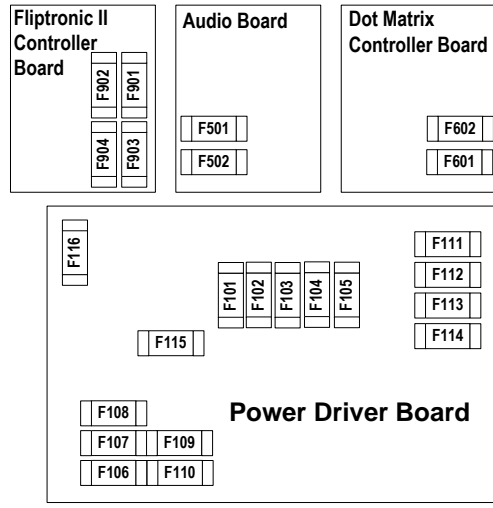 Fliptronic II
Controller
Board
F902
F901
F904
F903
Audio Board
F501
F502
Dot Matrix
Controller Board
F602
F601
F116
F101
F102
F103
F104
F105
F111
F112
F113
F114
F115
Power Driver Board
F108
F107
F109
F106
F110